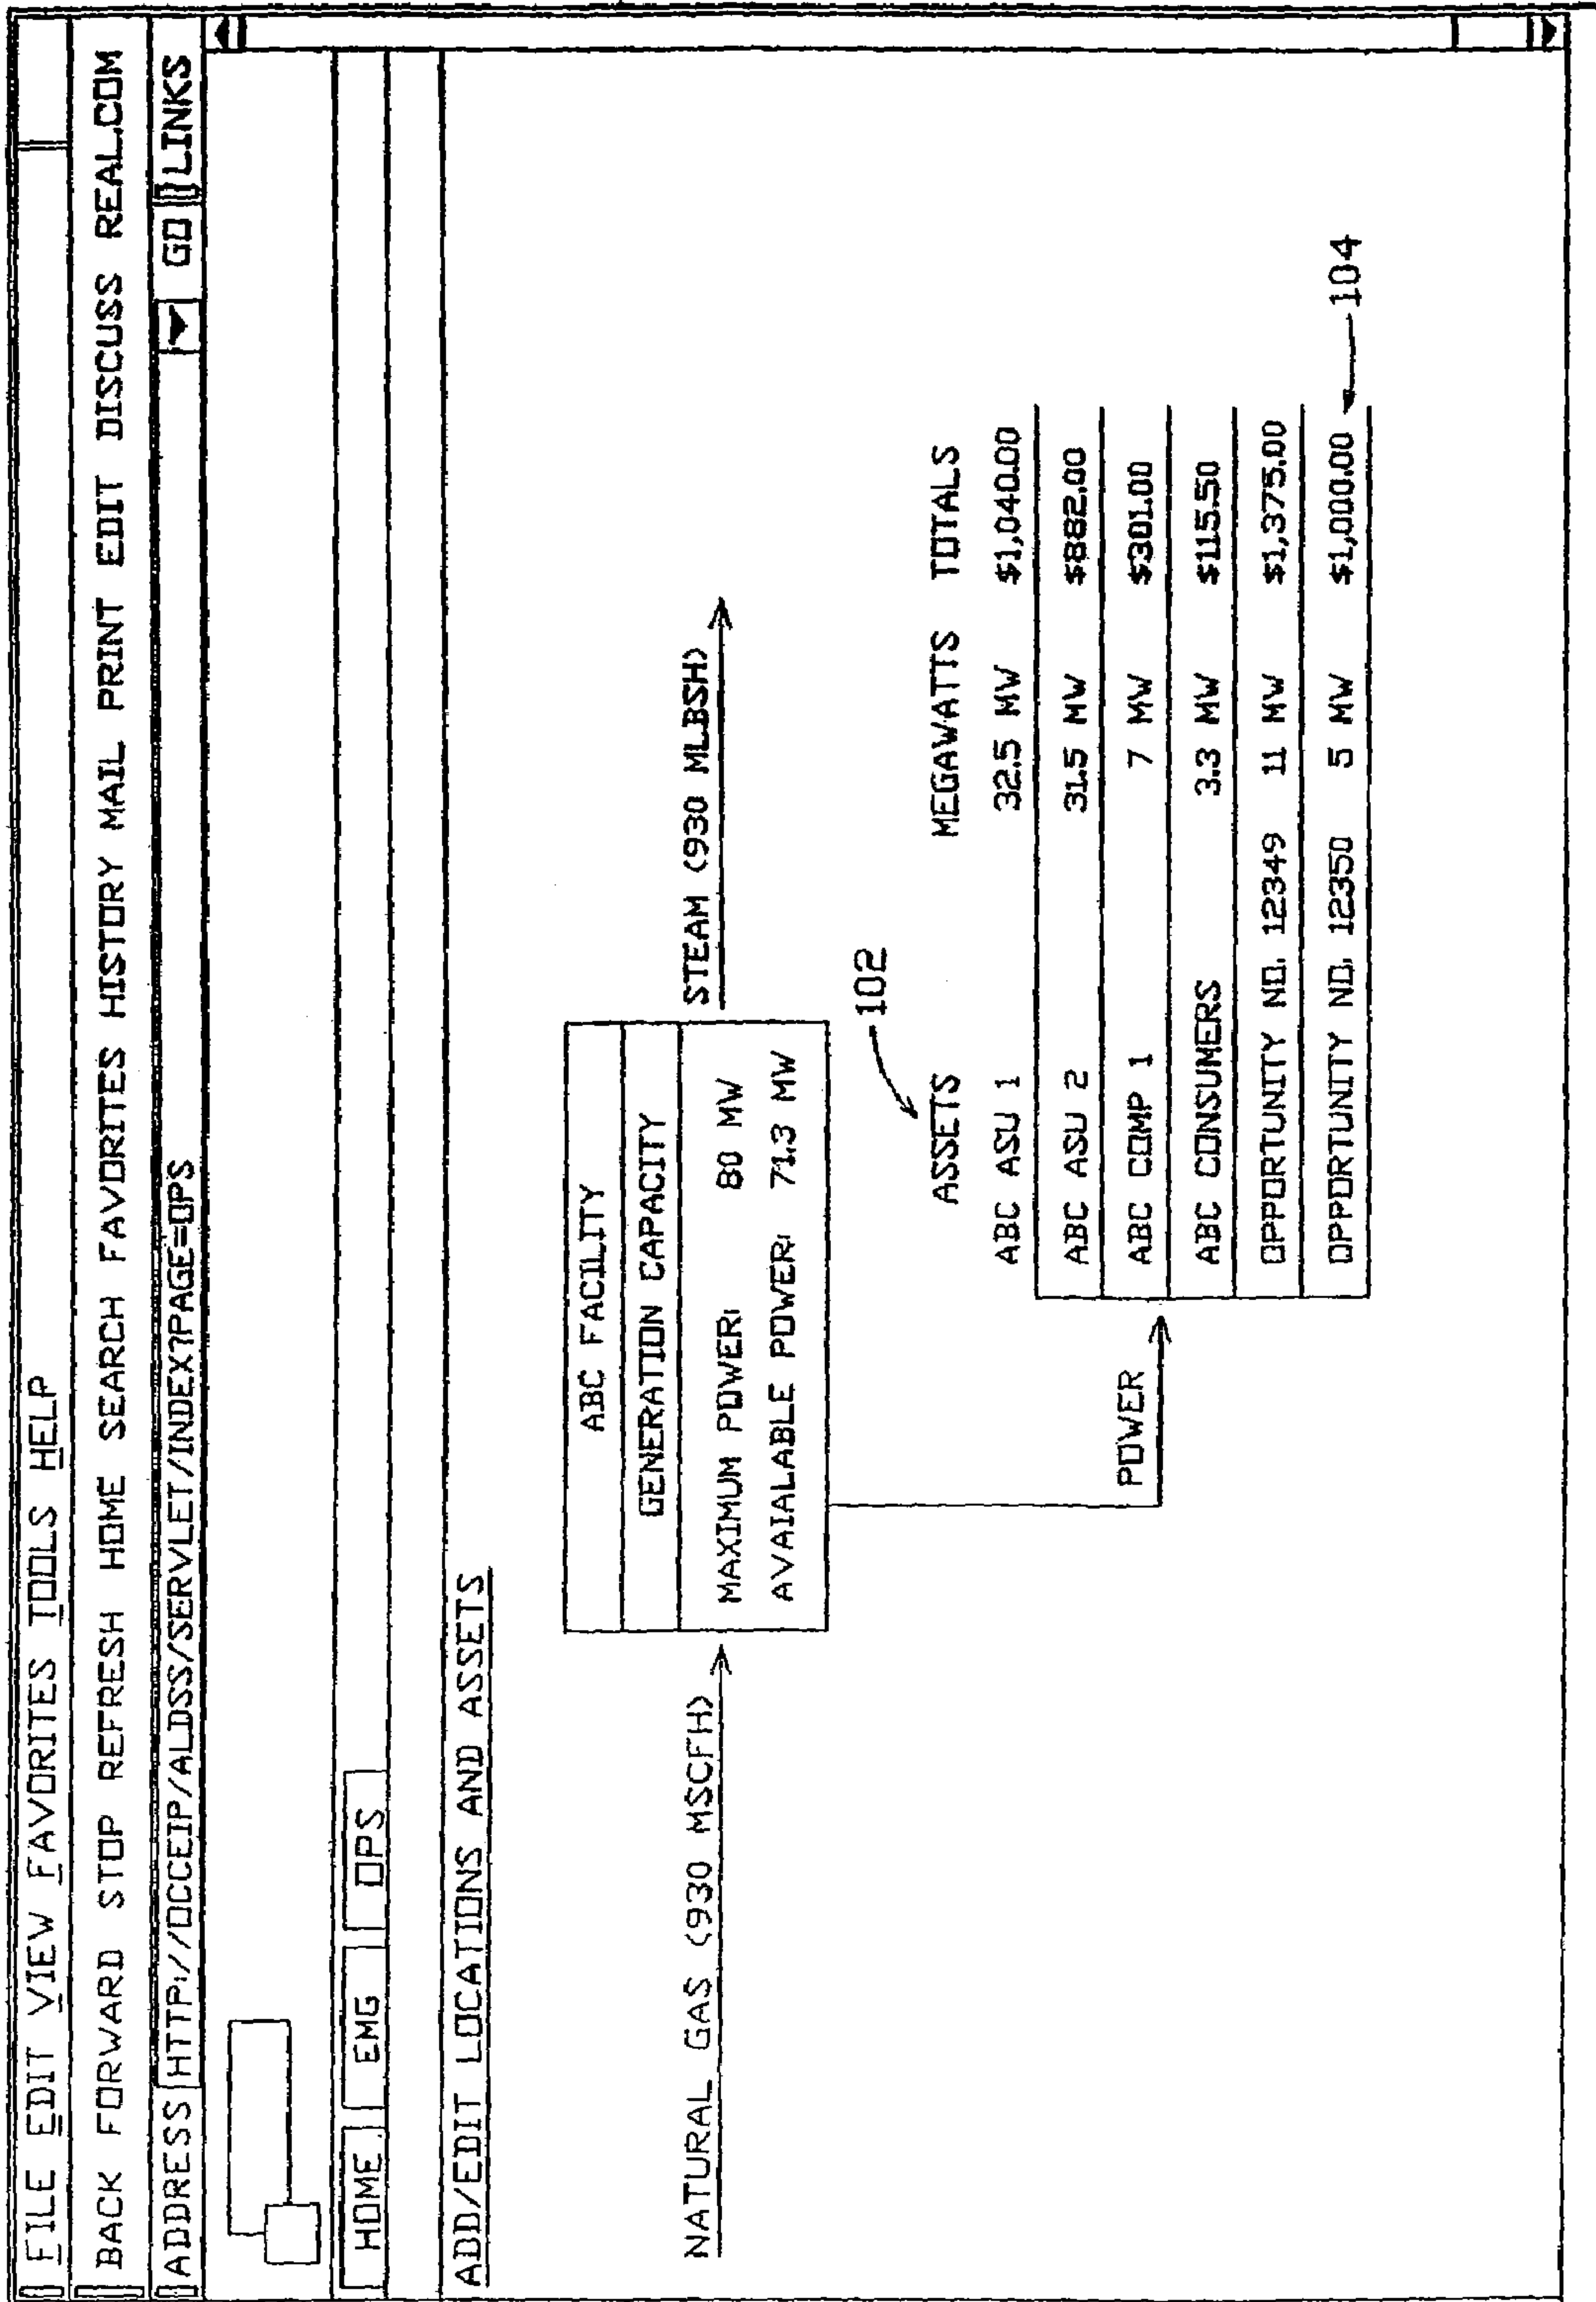 FILE EDIT VIEW FAVORITES TOOLS HELP
BACK FORWARD STOP REFRESH HOME SEARCH FAVORITES HISTORY MAIL PRINT EDIT DISCUSS REAL.COM
ADDRESS HTTP://OCCEIP/ALDSS/SERVLET/INDEX?PAGE=OPS GO LINKS
HOME EMG OPS
ADD/EDIT LOCATIONS AND ASSETS
ABC FACILITY
GENERATION CAPACITY
NATURAL GAS (930 MSCFH)
STEAM (930 MLBSH)
MAXIMUM POWER: 80 MW
AVAIALABLE POWER: 71.3 MW
102
ASSETS MEGAWATTS TOTALS
ABC ASU 1 32.5 MW $1,040.00
ABC ASU 2 31.5 MW $882.00
POWER
ABC COMP 1 7 MW $301.00
ABC CONSUMERS 3.3 MW $115.50
OPPORTUNITY NO. 12349 11 MW $1,375.00
OPPORTUNITY NO. 12350 5 MW $1,000.00
104